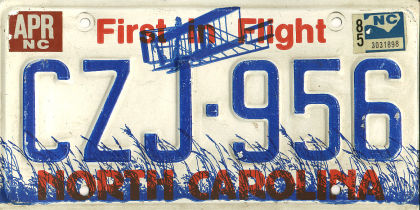 APR
NC
First in Flight
NC
85
3031898
CZJ·956
NORTH CAROLINA